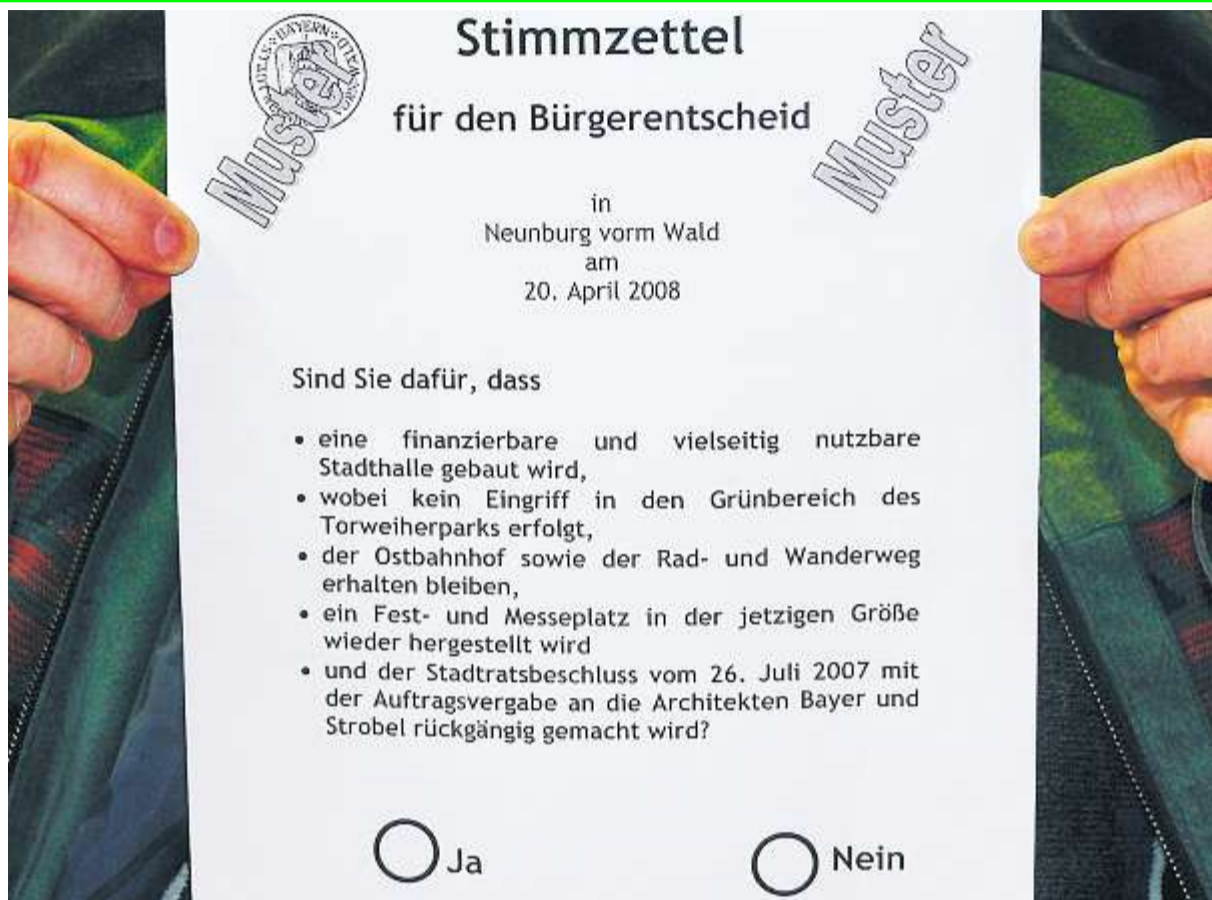 Stimmzettel
für den Bürgerentscheid
Muster
Muster
in
Neunburg vorm Wald
am
20. April 2008
Sind Sie dafür, dass
• eine finanzierbare und vielseitig nutzbare
Stadthalle gebaut wird,
• wobei kein Eingriff in den Grünbereich des
Torweiherparks erfolgt,
• der Ostbahnhof sowie der Rad- und Wanderweg
erhalten bleiben,
• ein Fest- und Messeplatz in der jetzigen Größe
wieder hergestellt wird
• und der Stadtratsbeschluss vom 26. Juli 2007 mit
der Auftragsvergabe an die Architekten Bayer und
Strobel rückgängig gemacht wird?
Ja
Nein